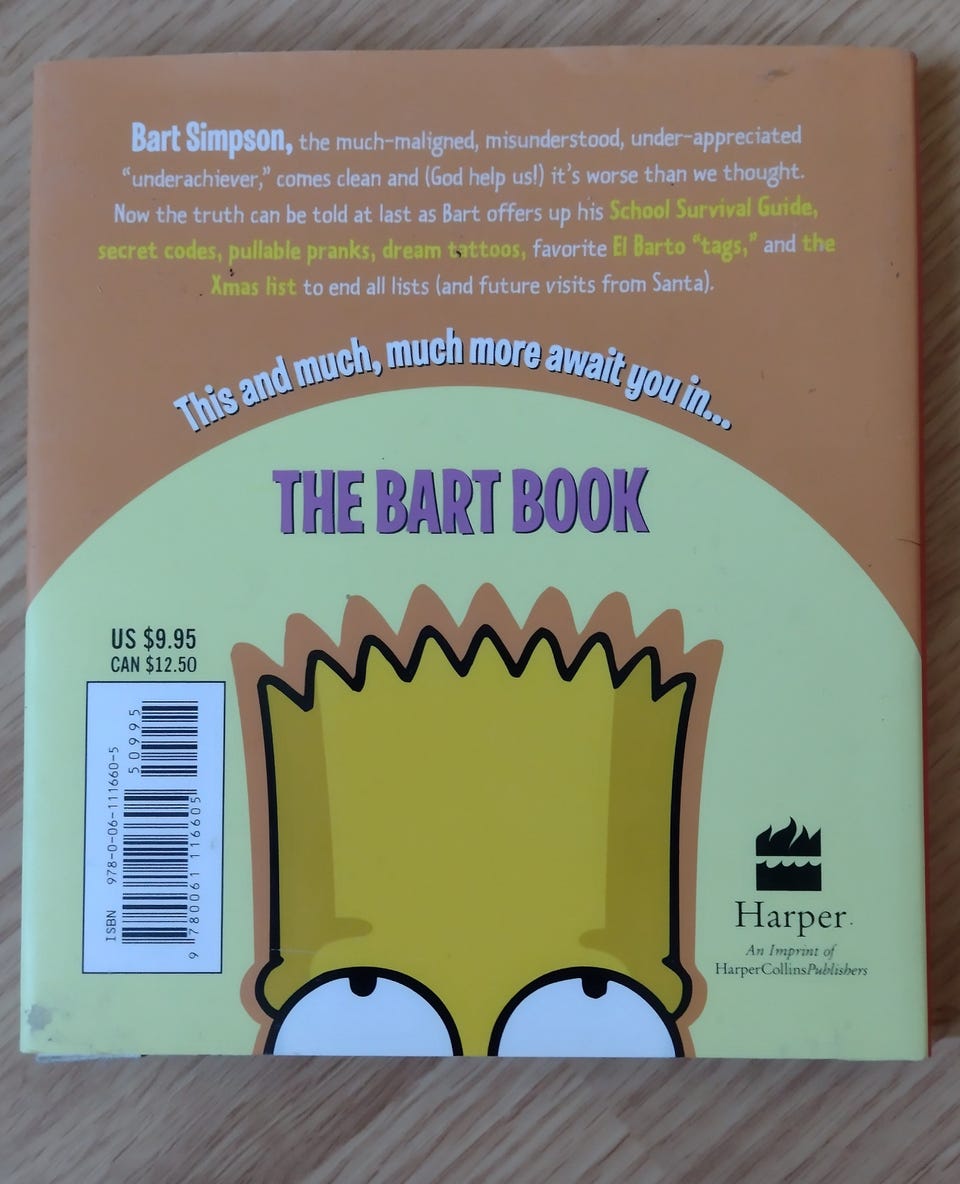 Bart Simpson, the much-maligned, misunderstood, under-appreciated
"underachiever," comes clean and (God help us!) it's worse than we thought.
Now the truth can be told at last as Bart offers up his School Survival Guide,
secret codes, pullable pranks, dream tattoos, favorite El Barto "tags," and the
Xmas list to end all lists (and future visits from Santa).
This and much, much more await you in...
THE BART BOOK
US $9.95
CAN $12.50
50995
ISBN 978-0-06-111660-5
9 780061 116605
Harper
An Imprint of
HarperCollinsPublishers